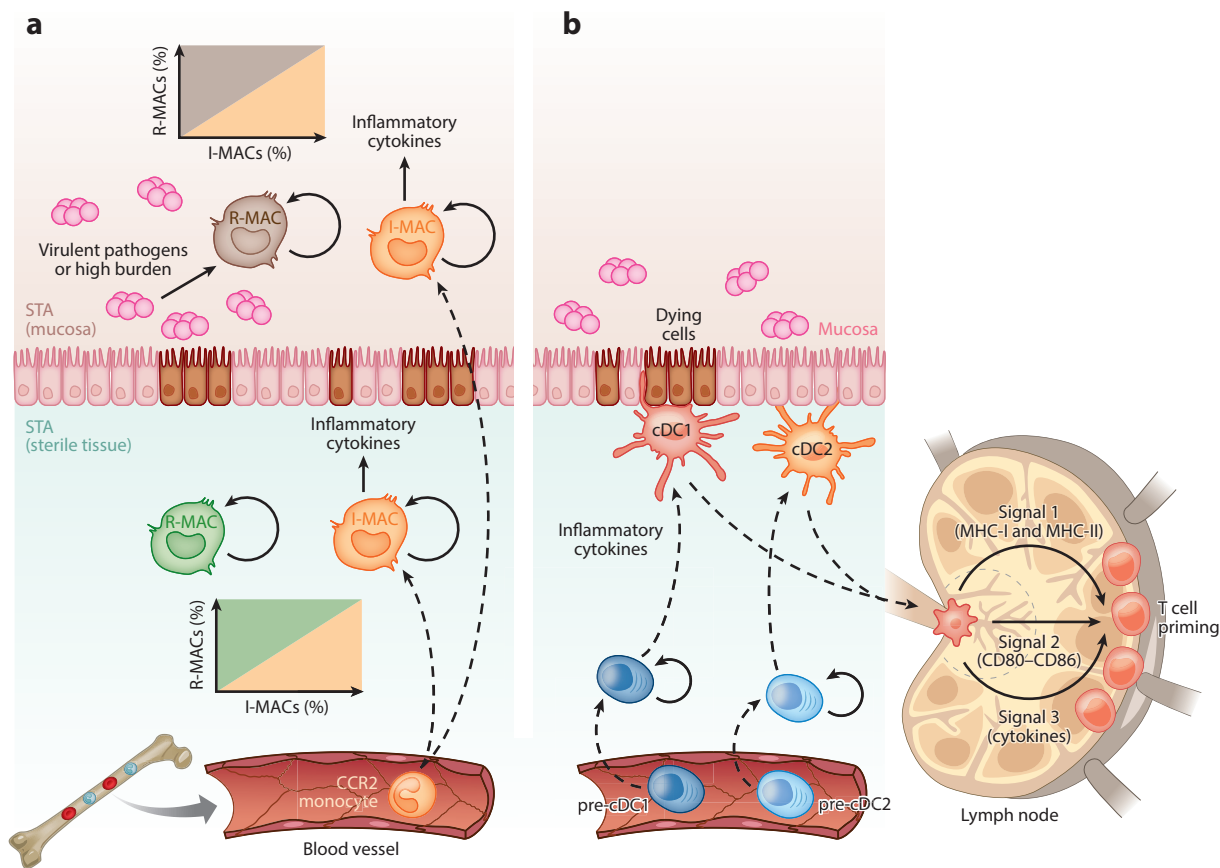 a
R-MACs (%)
I-MACs (%)
Inflammatory
cytokines
R-MAC
I-MAC
Virulent pathogens
or high burden
STA
(mucosa)
STA
(sterile tissue)
Inflammatory
cytokines
R-MAC
I-MAC
R-MACs (%)
I-MACs (%)
CCR2
monocyte
Blood vessel
b
Dying
cells
Mucosa
cDC1
cDC2
Inflammatory
cytokines
pre-cDC1
pre-cDC2
Signal 1
(MHC-I and MHC-II)
Signal 2
(CD80–CD86)
Signal 3
(cytokines)
T cell
priming
Lymph node